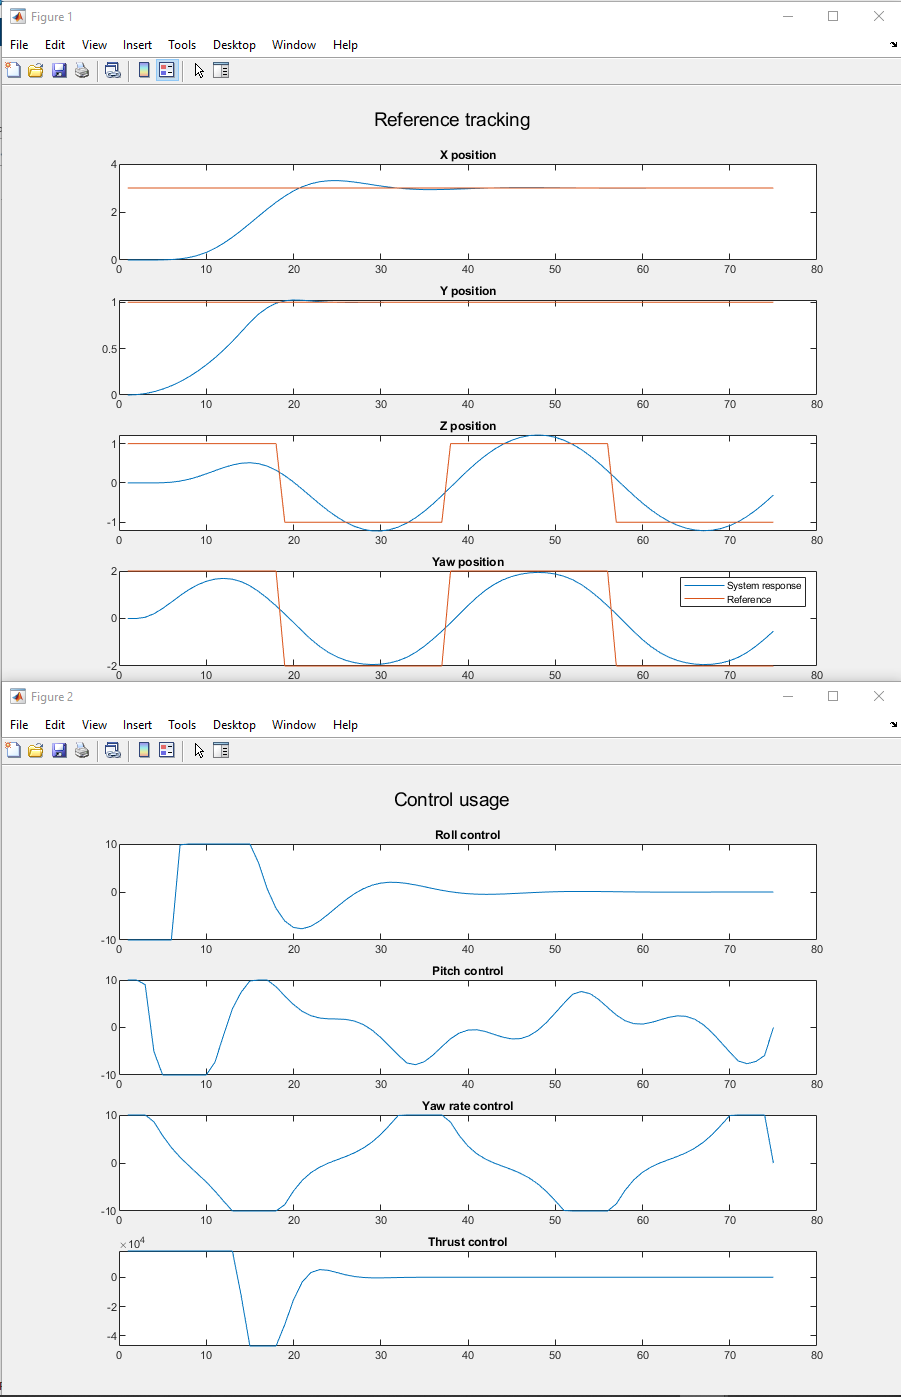 Figure 1
File Edit View Insert Tools Desktop Window Help
Reference tracking
X position
4
2
0
0 10 20 30 40 50 60 70 80
Y position
1
0.5
0
0 10 20 30 40 50 60 70 80
Z position
1
0
-1
0 10 20 30 40 50 60 70 80
Yaw position
2
System response
Reference
0
-2
0 10 20 30 40 50 60 70 80
Figure 2
File Edit View Insert Tools Desktop Window Help
Control usage
Roll control
10
0
-10
0 10 20 30 40 50 60 70 80
Pitch control
10
0
-10
0 10 20 30 40 50 60 70 80
Yaw rate control
10
0
-10
0 10 20 30 40 50 60 70 80
×10⁴ Thrust control
0
-2
-4
0 10 20 30 40 50 60 70 80